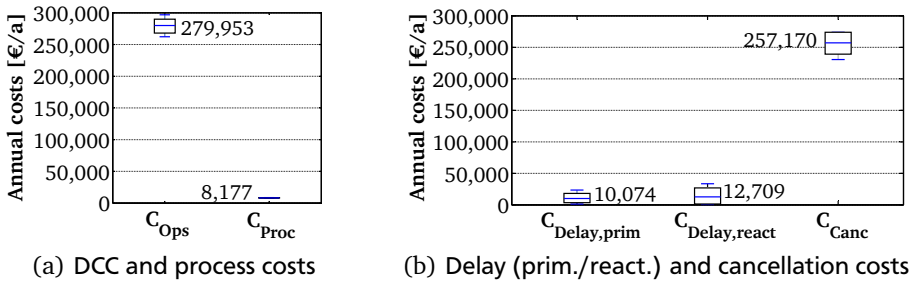 Annual costs [€/a]
300,000
250,000
200,000
150,000
100,000
50,000
0
279,953
8,177
C_Ops
C_Proc
(a) DCC and process costs
Annual costs [€/a]
300,000
250,000
200,000
150,000
100,000
50,000
0
257,170
10,074
12,709
C_Delay,prim
C_Delay,react
C_Canc
(b) Delay (prim./react.) and cancellation costs